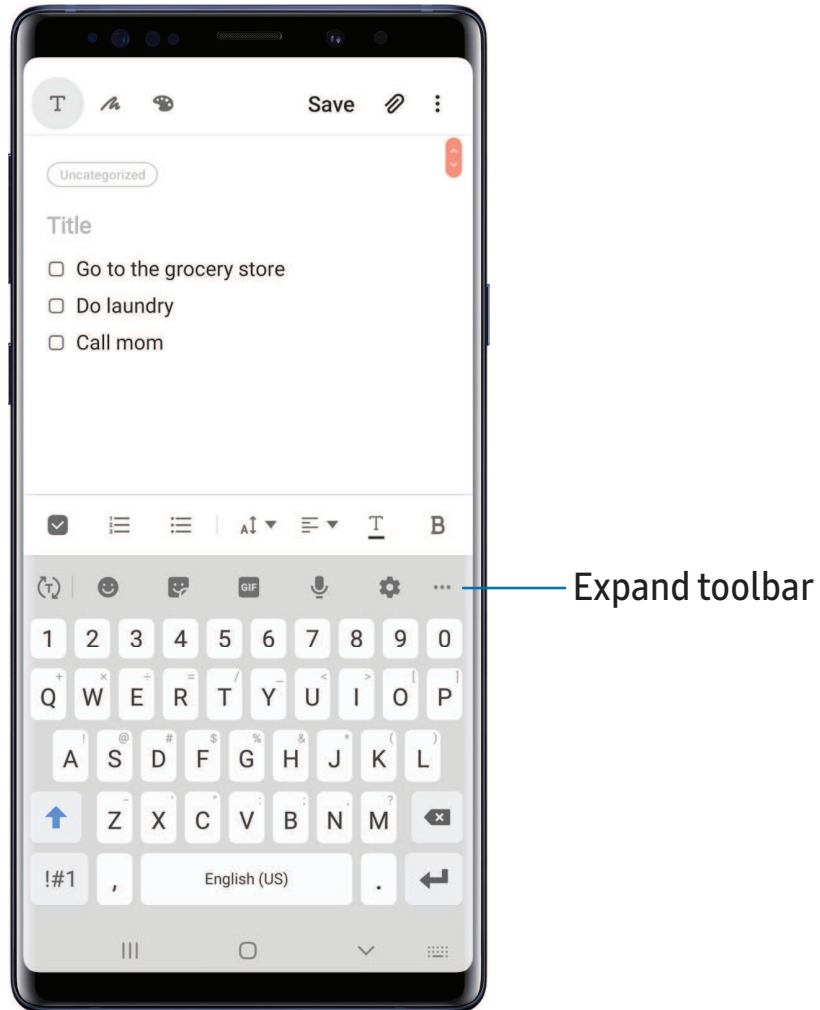 T Save
Uncategorized
Title
Go to the grocery store
Do laundry
Call mom
A T B
T GIF
Expand toolbar
1 2 3 4 5 6 7 8 9 0
+ × ÷ = / _ < > [ ]
Q W E R T Y U I O P
! @ # $ % & * ( )
A S D F G H J K L
- ' " : ; , ?
Z X C V B N M
!#1 , English (US) .